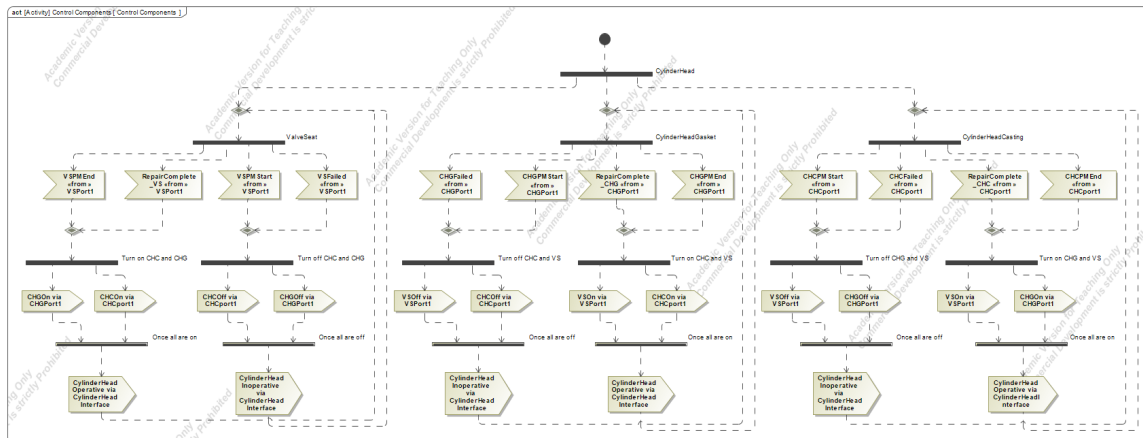 act [Activity] Control Components [ Control Components ]
Academic Version for Teaching Only
Commercial Development is strictly Prohibited
CylinderHead
ValveSeat
CylinderHeadGasket
CylinderHeadCasting
VSPM End
«from »
VSPort1
RepairComplete
_VS «from »
VSPort1
VSPM Start
«from »
VSPort1
VSFailed
«from »
VSPort1
CHGFailed
«from »
CHGPort1
CHGPM Start
«from »
CHGPort1
RepairComplete
_CHG «from »
CHGPort1
CHGPM End
«from »
CHGPort1
CHCPM Start
«from »
CHCport1
CHCFailed
«from »
CHCport1
RepairComplete
_CHC «from »
CHCport1
CHCPM End
«from »
CHCport1
Turn on CHC and CHG
Turn off CHC and CHG
Turn off CHC and VS
Turn on CHC and VS
Turn off CHG and VS
Turn on CHG and VS
CHGOn via
CHGPort1
CHCOn via
CHCport1
CHCOff via
CHCport1
CHGOff via
CHGPort1
VSOff via
VSPort1
CHCOff via
CHCport1
VSOn via
VSPort1
CHCOn via
CHCport1
VSOff via
VSPort1
CHGOff via
CHGPort1
VSOn via
VSPort1
CHGOn via
CHGPort1
Once all are on
Once all are off
Once all are off
Once all are on
Once all are off
Once all are on
CylinderHead
Operative via
CylinderHead
Interface
CylinderHead
Inoperative
via
CylinderHead
Interface
CylinderHead
Inoperative
via
CylinderHead
Interface
CylinderHead
Operative via
CylinderHead
Interface
CylinderHead
Inoperative
via
CylinderHead
Interface
CylinderHead
Operative via
CylinderHeadI
nterface